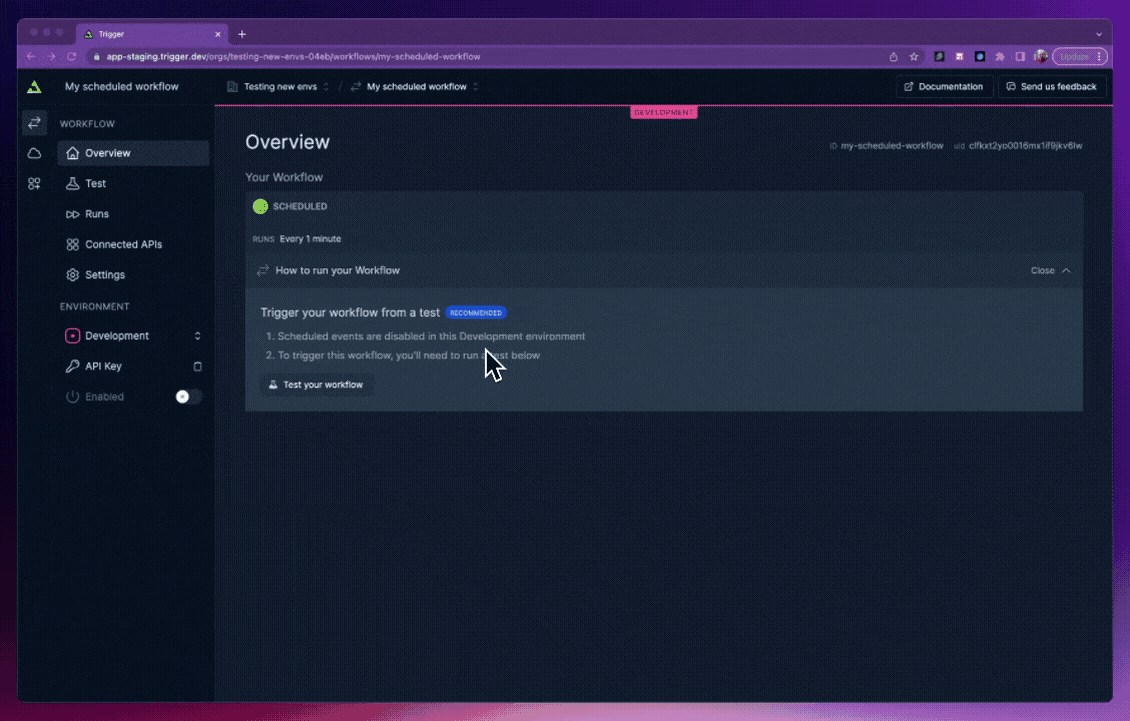 Trigger
app-staging.trigger.dev/orgs/testing-new-envs-04eb/workflows/my-scheduled-workflow
Update
My scheduled workflow
Testing new envs / My scheduled workflow
Documentation
Send us feedback
DEVELOPMENT
WORKFLOW
Overview
Test
Runs
Connected APIs
Settings
ENVIRONMENT
Development
API Key
Enabled
Overview
ID my-scheduled-workflow
uid
Your Workflow
SCHEDULED
RUNS Every 1 minute
How to run your Workflow
Close
Trigger your workflow from a test RECOMMENDED
1. Scheduled events are disabled in this Development environment
2. To trigger this workflow, you'll need to run a test below
Test your workflow